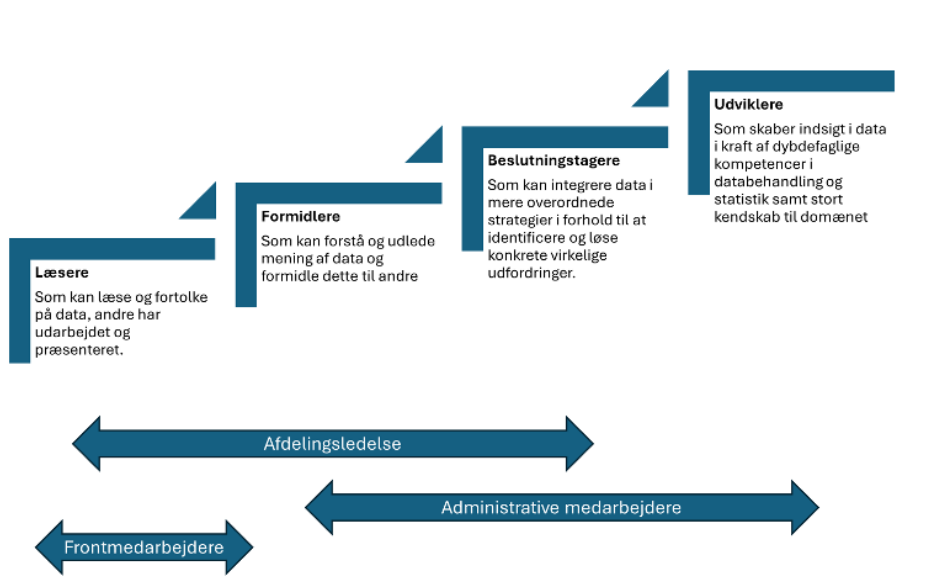 Læsere
Som kan læse og fortolke
på data, andre har
udarbejdet og
præsenteret.
Formidlere
Som kan forstå og udlede
mening af data og
formidle dette til andre
Beslutningstagere
Som kan integrere data i
mere overordnede
strategier i forhold til at
identificere og løse
konkrete virkelige
udfordringer.
Udviklere
Som skaber indsigt i data
i kraft af dybdefaglige
kompetencer i
databehandling og
statistik samt stort
kendskab til domænet
Afdelingsledelse
Administrative medarbejdere
Frontmedarbejdere